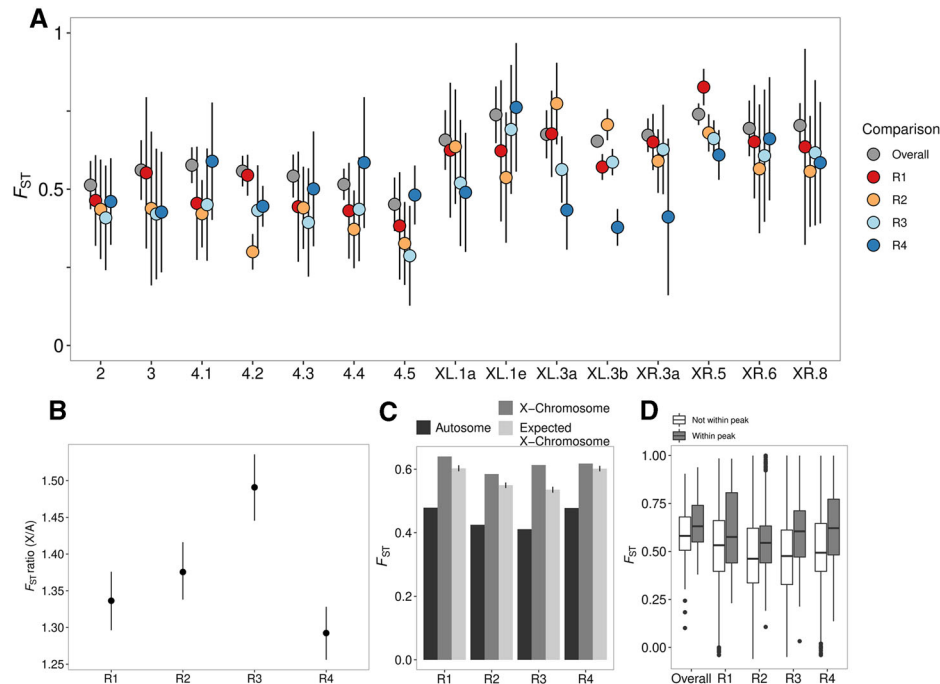 A
1
0.5
0
FST
2 3 4.1 4.2 4.3 4.4 4.5 XL.1a XL.1e XL.3a XL.3b XR.3a XR.5 XR.6 XR.8
Comparison
Overall
R1
R2
R3
R4
B
1.50
1.45
1.40
1.35
1.30
1.25
FST ratio (X/A)
R1 R2 R3 R4
C
X-Chromosome
Autosome
Expected
X-Chromosome
0.6
0.4
0.2
0.0
FST
R1 R2 R3 R4
D
Not within peak
Within peak
1.00
0.75
0.50
0.25
0.00
FST
Overall R1 R2 R3 R4